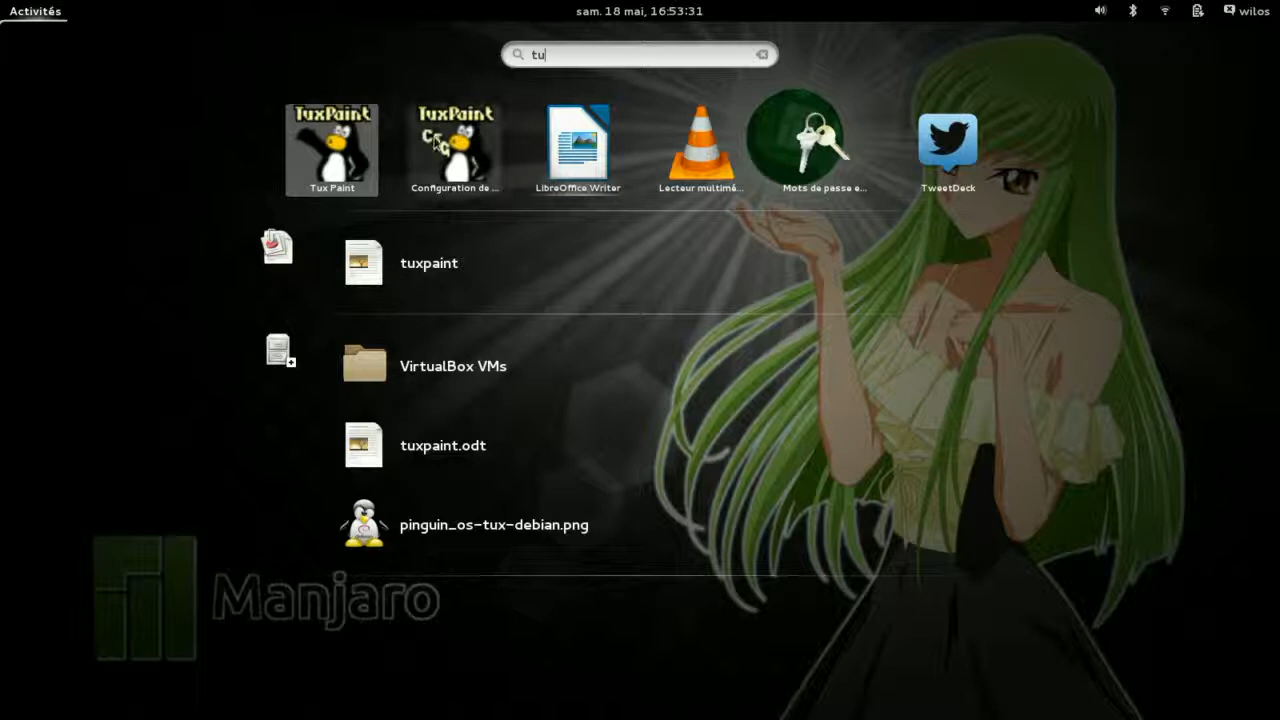 Activités
sam. 18 mai, 16:53:31
wilos
tu
TuxPaint
TuxPaint
Tux Paint
Configuration de ...
LibreOffice Writer
Lecteur multimé...
Mots de passe e...
TweetDeck
tuxpaint
VirtualBox VMs
tuxpaint.odt
pinguin_os-tux-debian.png
Manjaro